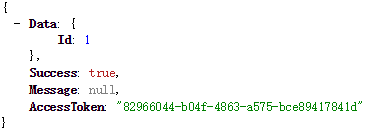 {
- Data: {
Id: 1
},
Success: true,
Message: null,
AccessToken: "82966044-b04f-4863-a575-bce89417841d"
}